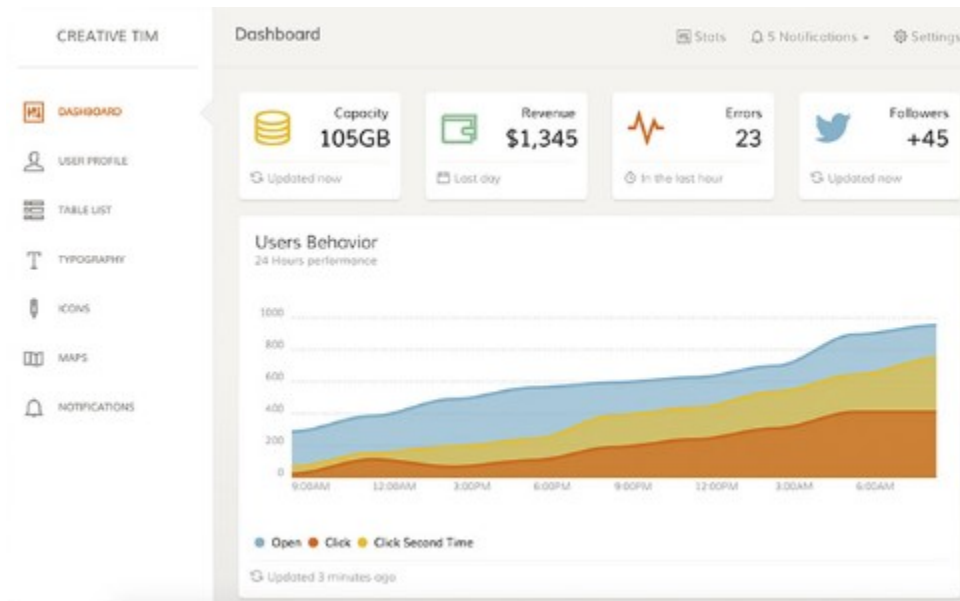 CREATIVE TIM
DASHBOARD
USER PROFILE
TABLE LIST
TYPOGRAPHY
ICONS
MAPS
NOTIFICATIONS
Dashboard
Stats 5 Notifications Settings
Capacity
105GB
Updated now
Revenue
$1,345
Last day
Errors
23
In the last hour
Followers
+45
Updated now
Users Behavior
24 Hours performance
1000
800
600
400
200
0
9:00AM 12:00AM 3:00PM 6:00PM 9:00PM 12:00PM 3:00AM 6:00AM
Open Click Click Second Time
Updated 3 minutes ago